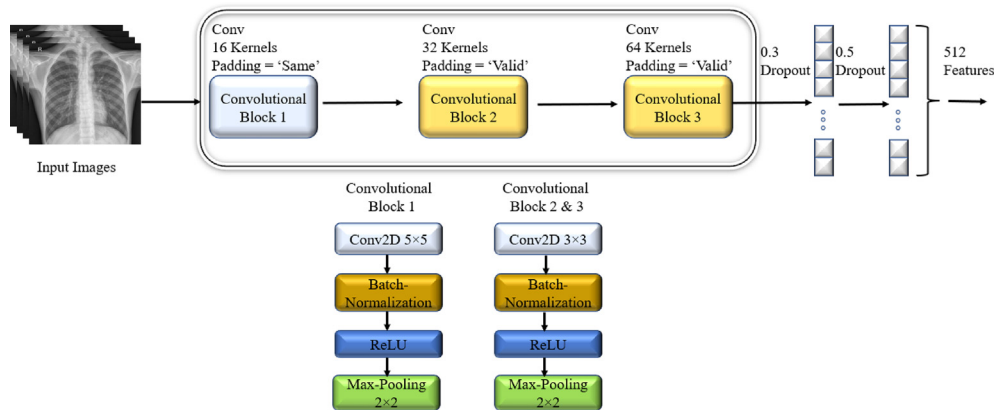 Conv
16 Kernels
Padding = ‘Same’
Conv
32 Kernels
Padding = ‘Valid’
Conv
64 Kernels
Padding = ‘Valid’
0.3
Dropout
0.5
Dropout
512
Features
Convolutional
Block 1
Convolutional
Block 2
Convolutional
Block 3
Input Images
Convolutional
Block 1
Conv2D 5×5
Batch-
Normalization
ReLU
Max-Pooling
2×2
Convolutional
Block 2 & 3
Conv2D 3×3
Batch-
Normalization
ReLU
Max-Pooling
2×2